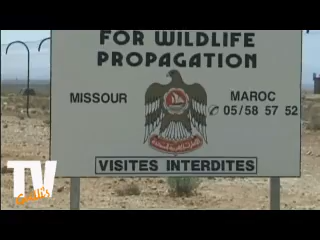 FOR WILDLIFE
PROPAGATION
MISSOUR
MAROC
✆ 05/58 57 52
VISITES INTERDITES
TV